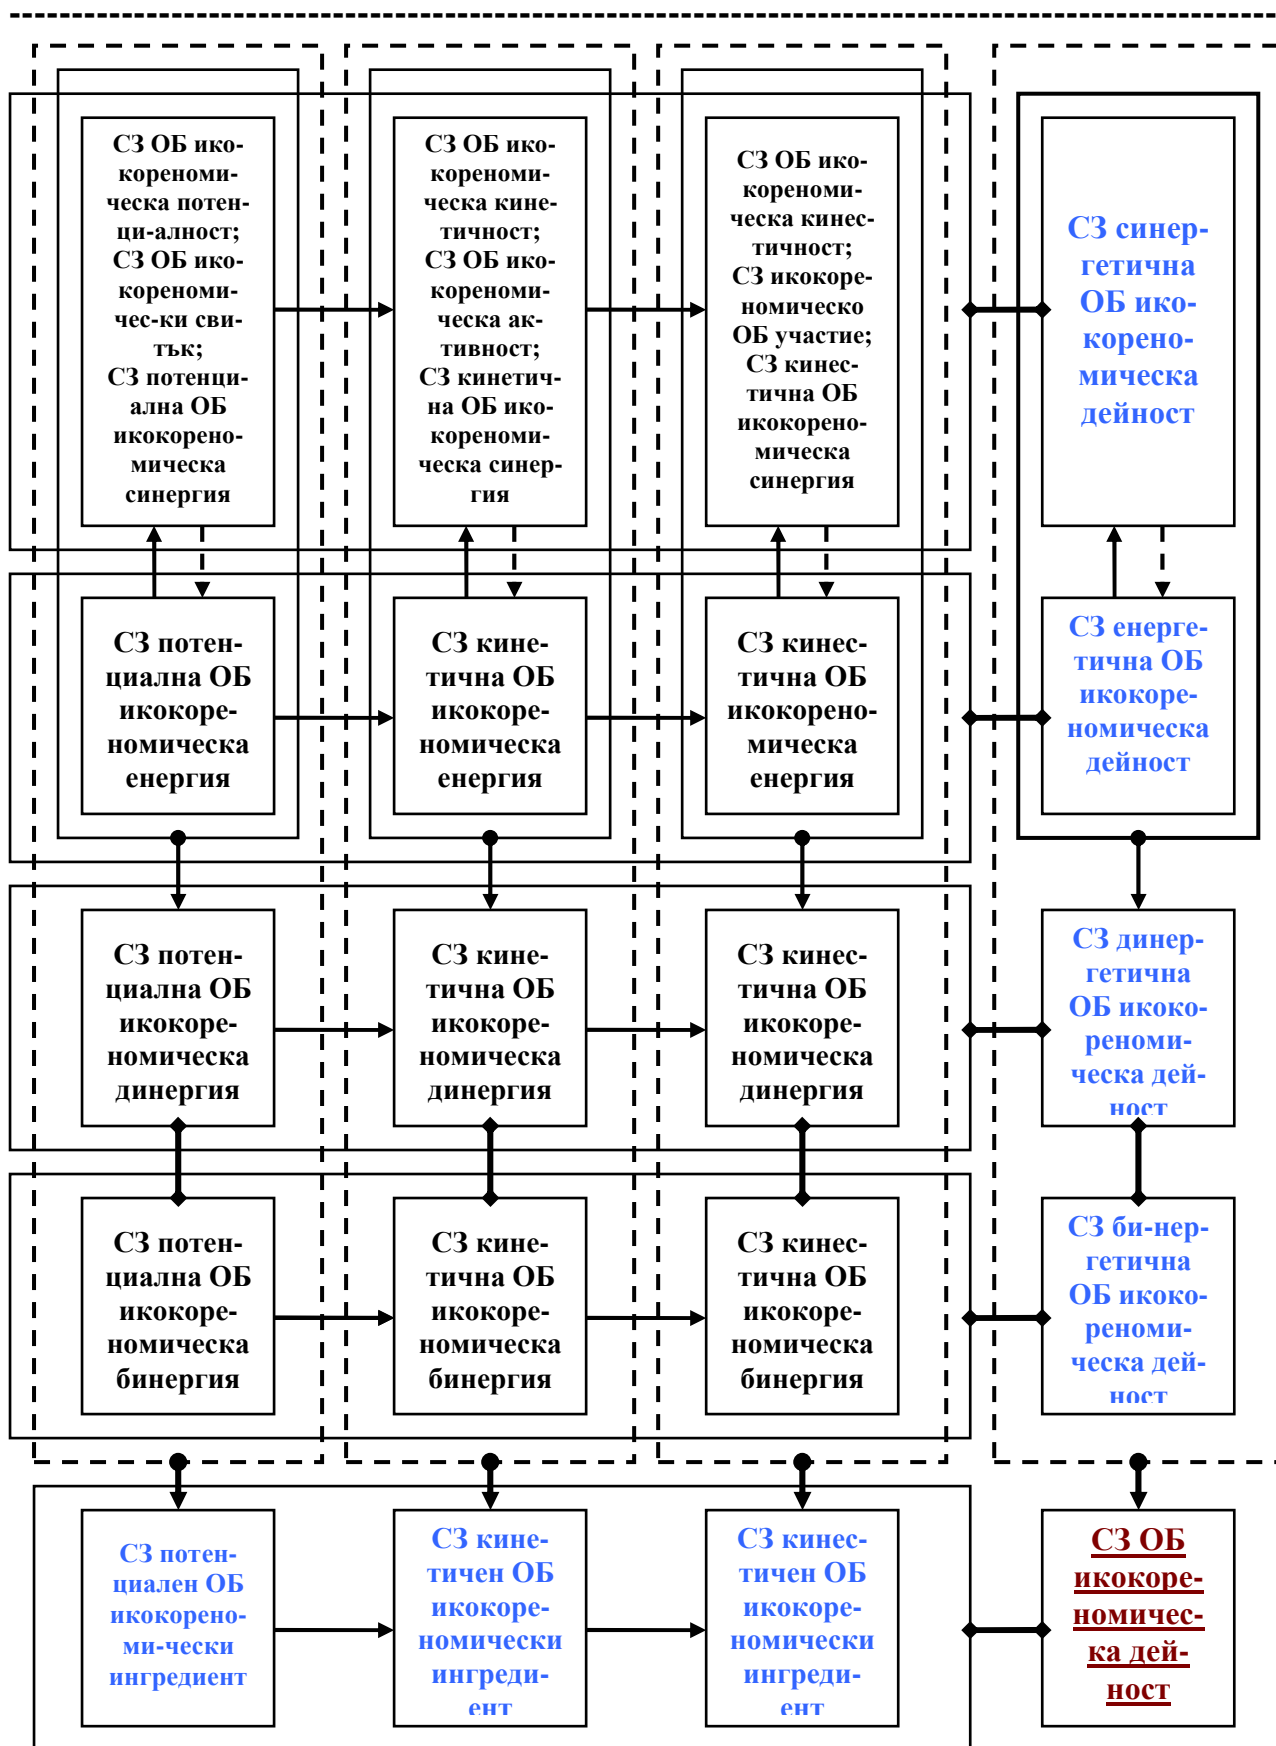 СЗ ОБ ико-
кореноми-
ческа потен-
ци-алност;
СЗ ОБ ико-
кореноми-
чес-ки сви-
тък;
СЗ потенци-
ална ОБ
икокорено-
мическа
синергия
СЗ ОБ ико-
кореноми-
ческа кине-
тичност;
СЗ ОБ ико-
кореноми-
ческа ак-
тивност;
СЗ кинетич-
на ОБ ико-
кореноми-
ческа синер-
гия
СЗ ОБ ико-
кореноми-
ческа кинес-
тичност;
СЗ икокоре-
номическо
ОБ участие;
СЗ кинес-
тична ОБ
икокорено-
мическа
синергия
СЗ синер-
гетична
ОБ ико-
корено-
мическа
дейност
СЗ потен-
циална ОБ
икокоре-
номическа
енергия
СЗ кине-
тична ОБ
икокоре-
номическа
енергия
СЗ кинес-
тична ОБ
икокорено-
мическа
енергия
СЗ енерге-
тична ОБ
икокоре-
номическа
дейност
СЗ потен-
циална ОБ
икокоре-
номическа
динергия
СЗ кине-
тична ОБ
икокоре-
номическа
динергия
СЗ кинес-
тична ОБ
икокоре-
номическа
динергия
СЗ динер-
гетична
ОБ икоко-
реноми-
ческа дей-
ност
СЗ потен-
циална ОБ
икокоре-
номическа
бинергия
СЗ кине-
тична ОБ
икокоре-
номическа
бинергия
СЗ кинес-
тична ОБ
икокоре-
номическа
бинергия
СЗ би-нер-
гетична
ОБ икоко-
реноми-
ческа дей-
ност
СЗ потен-
циален ОБ
икокорено-
ми-чески
ингредиент
СЗ кине-
тичен ОБ
икокоре-
номически
ингреди-
ент
СЗ кинес-
тичен ОБ
икокоре-
номически
ингреди-
ент
СЗ ОБ
икокоре-
номичес-
ка дей-
ност